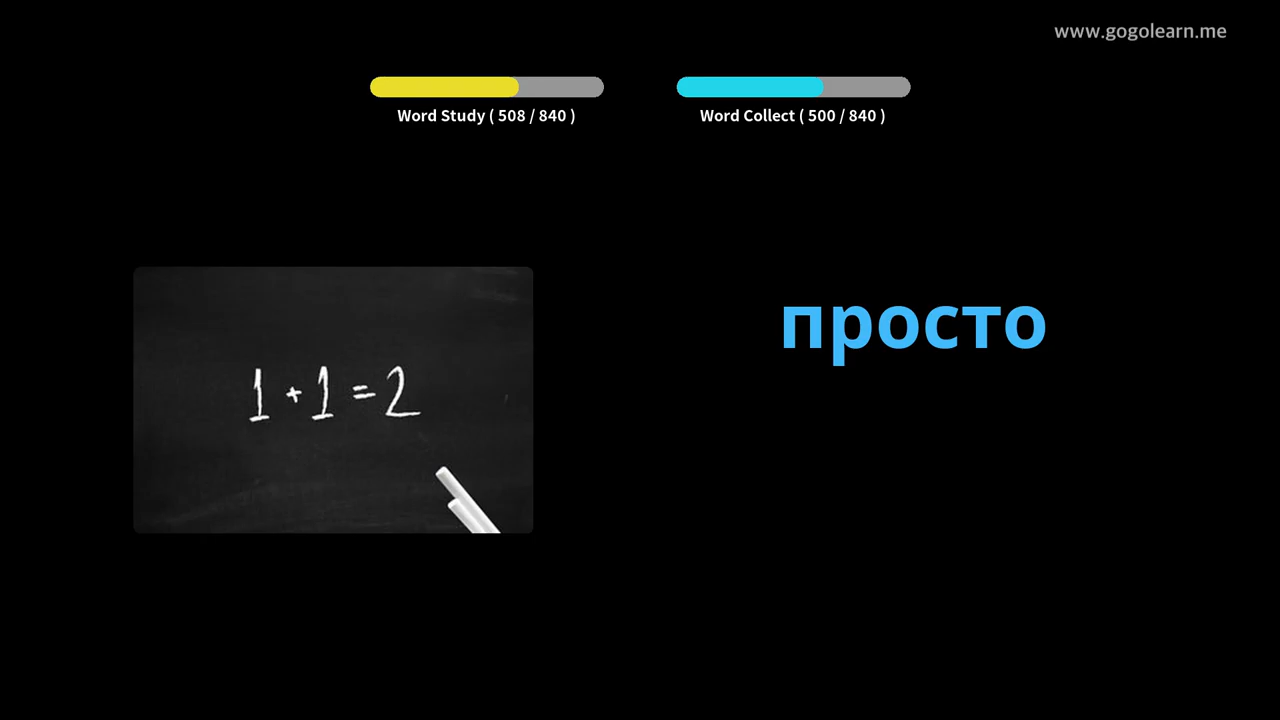 www.gogolearn.me
Word Study ( 508 / 840 )
Word Collect ( 500 / 840 )
просто
1 + 1 = 2